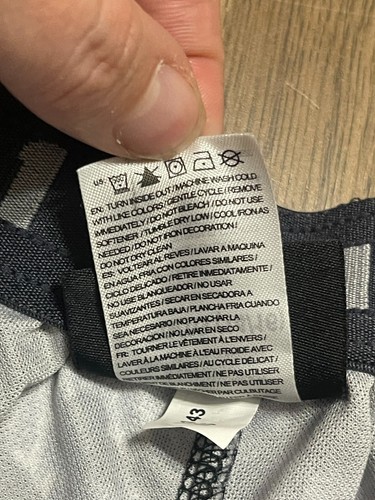 US
EN: TURN INSIDE OUT / MACHINE WASH COLD
WITH LIKE COLORS / GENTLE CYCLE / REMOVE
IMMEDIATELY / DO NOT BLEACH / DO NOT USE
SOFTENER / TUMBLE DRY LOW / COOL IRON AS
NEEDED / DO NOT IRON DECORATION /
DO NOT DRY CLEAN
EP: VOLTEAR AL REVES / LAVAR A MAQUINA
EN AGUA FRIA CON COLORES SIMILARES /
CICLO DELICADO / RETIRE INMEDIATAMENTE /
NO USE BLANQUEADOR / NO USAR
SUAVIZANTES / SECAR EN SECADORA A
TEMPERATURA BAJA / PLANCHA FRIA CUANDO
SEA NECESARIO / NO PLANCHAR LA
DECORACION / NO LAVAR EN SECO
FR: TOURNER LE VÊTEMENT À L'ENVERS /
LAVER À LA MACHINE À L'EAU FROIDE AVEC
COULEURS SIMILAIRES / AU CYCLE DÉLICAT /
RETIRER IMMÉDIATEMENT / NE PAS UTILISER
DE BLANCHIMENT / NE PAS UTILISER
PAR CULBUTAGE
43